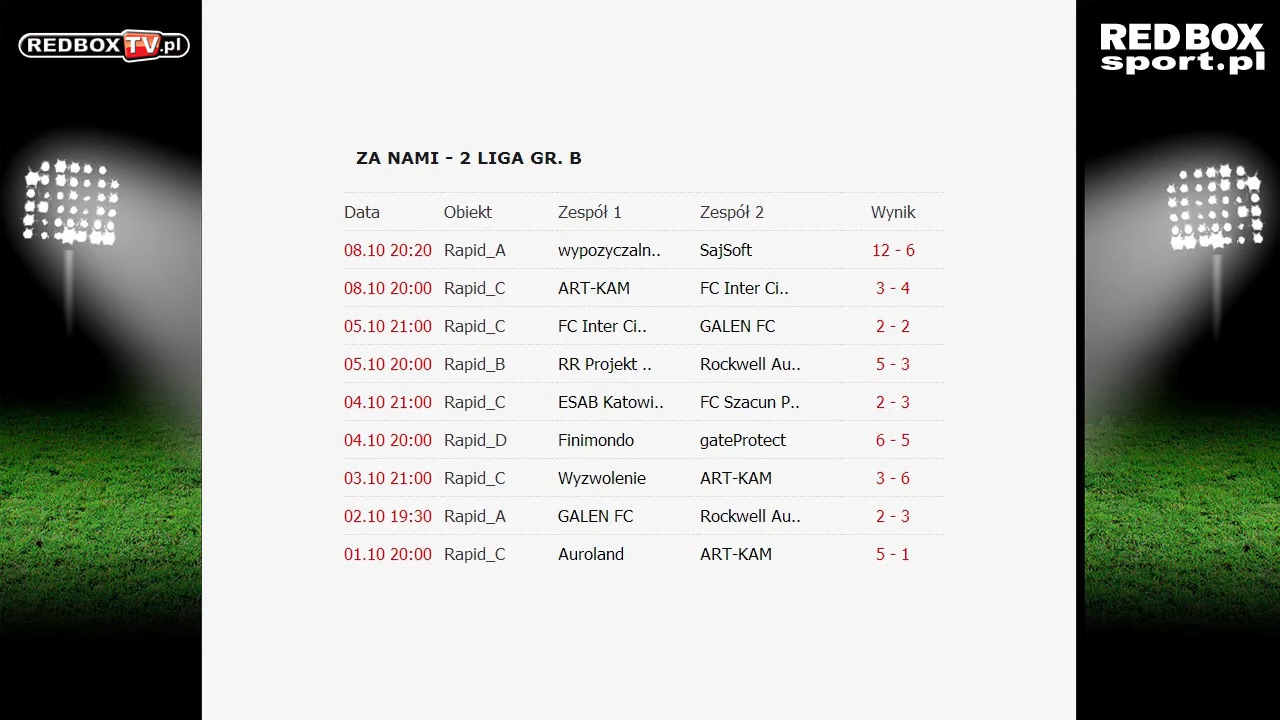 REDBOXTV.pl
RED BOX
sport.pl
ZA NAMI - 2 LIGA GR. B
Data Obiekt Zespół 1 Zespół 2 Wynik
08.10 20:20 Rapid_A wypozyczaln.. SajSoft 12 - 6
08.10 20:00 Rapid_C ART-KAM FC Inter Ci.. 3 - 4
05.10 21:00 Rapid_C FC Inter Ci.. GALEN FC 2 - 2
05.10 20:00 Rapid_B RR Projekt .. Rockwell Au.. 5 - 3
04.10 21:00 Rapid_C ESAB Katowi.. FC Szacun P.. 2 - 3
04.10 20:00 Rapid_D Finimondo gateProtect 6 - 5
03.10 21:00 Rapid_C Wyzwolenie ART-KAM 3 - 6
02.10 19:30 Rapid_A GALEN FC Rockwell Au.. 2 - 3
01.10 20:00 Rapid_C Auroland ART-KAM 5 - 1